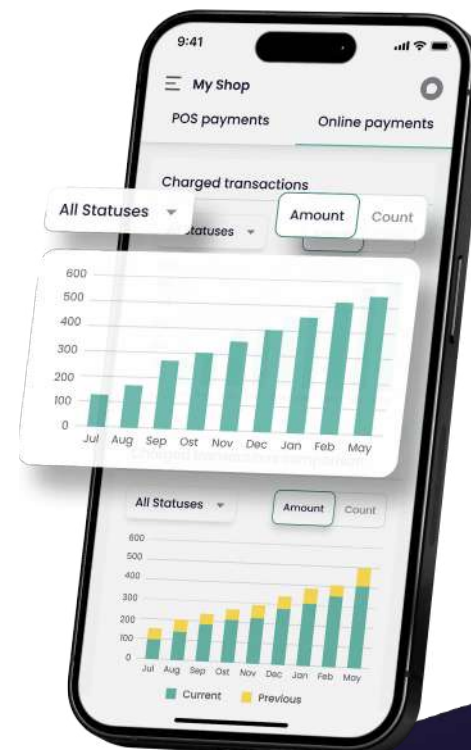 9:41
My Shop
POS payments Online payments
Charged transactions
All Statuses Amount Count
tatuses
600
500
400
300
200
100
0
Jul Aug Sep Ost Nov Dec Jan Feb May
All Statuses Amount Count
600
500
400
300
200
100
0
Jul Aug Sep Ost Nov Dec Jan Feb May
Current Previous